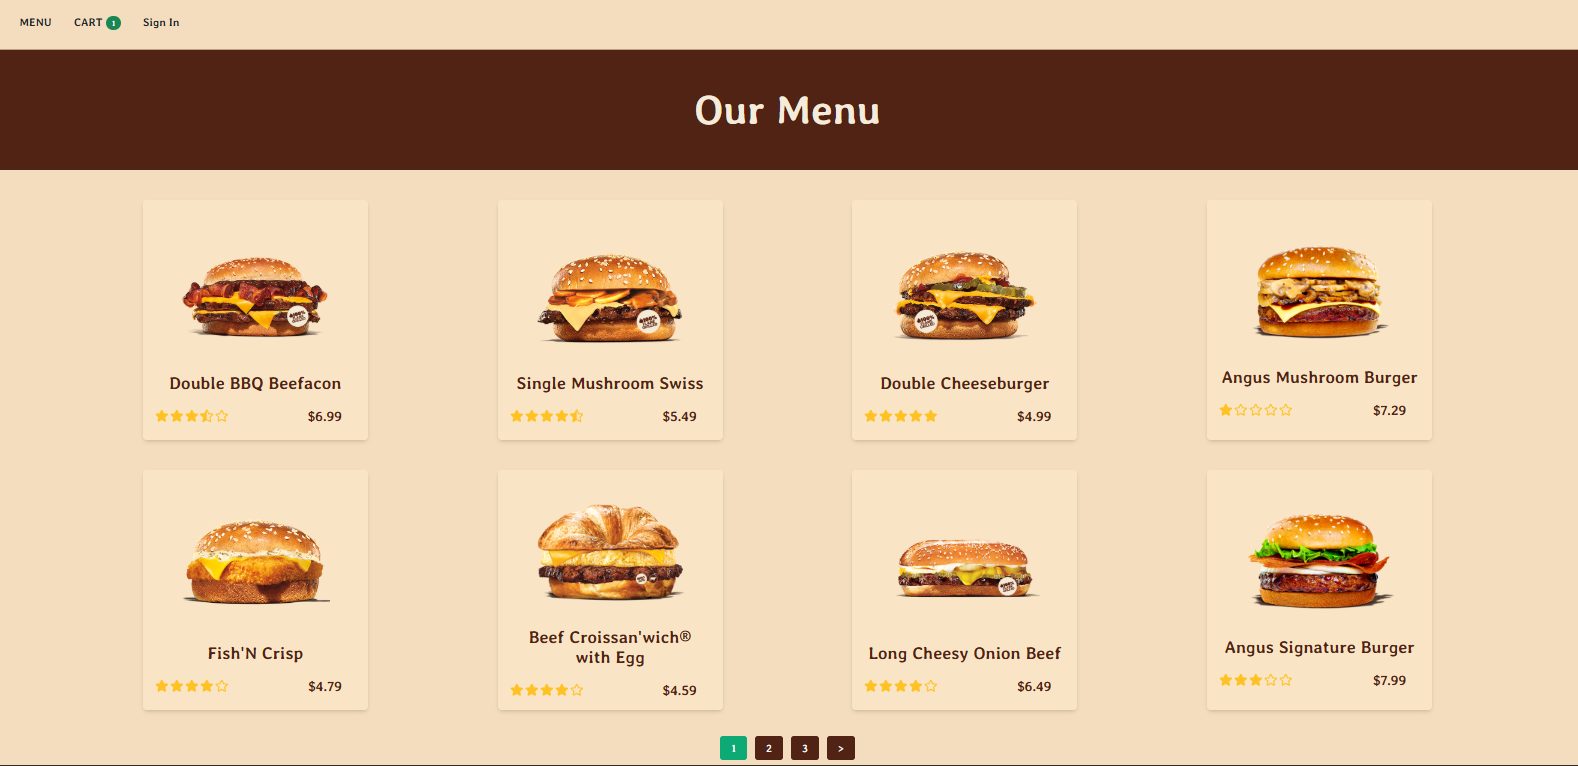 MENU CART 1 Sign In
Our Menu
Double BBQ Beefacon
$6.99
Single Mushroom Swiss
$5.49
Double Cheeseburger
$4.99
Angus Mushroom Burger
$7.29
Fish'N Crisp
$4.79
Beef Croissan'wich®
with Egg
$4.59
Long Cheesy Onion Beef
$6.49
Angus Signature Burger
$7.99
1 2 3 >